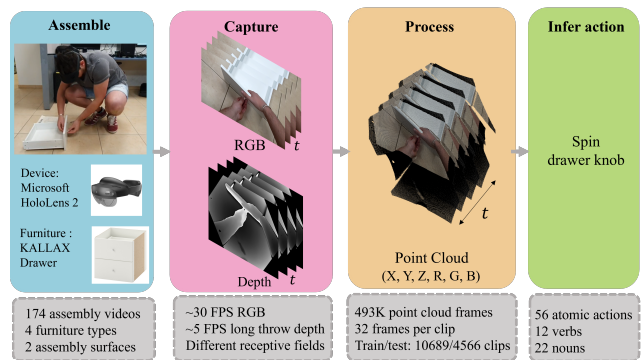 Assemble
Device:
Microsoft
HoloLens 2
Furniture :
KALLAX
Drawer
174 assembly videos
4 furniture types
2 assembly surfaces
Capture
RGB
t
Depth
~30 FPS RGB
~5 FPS long throw depth
Different receptive fields
Process
t
Point Cloud
(X, Y, Z, R, G, B)
493K point cloud frames
32 frames per clip
Train/test: 10689/4566 clips
Infer action
Spin
drawer knob
56 atomic actions
12 verbs
22 nouns